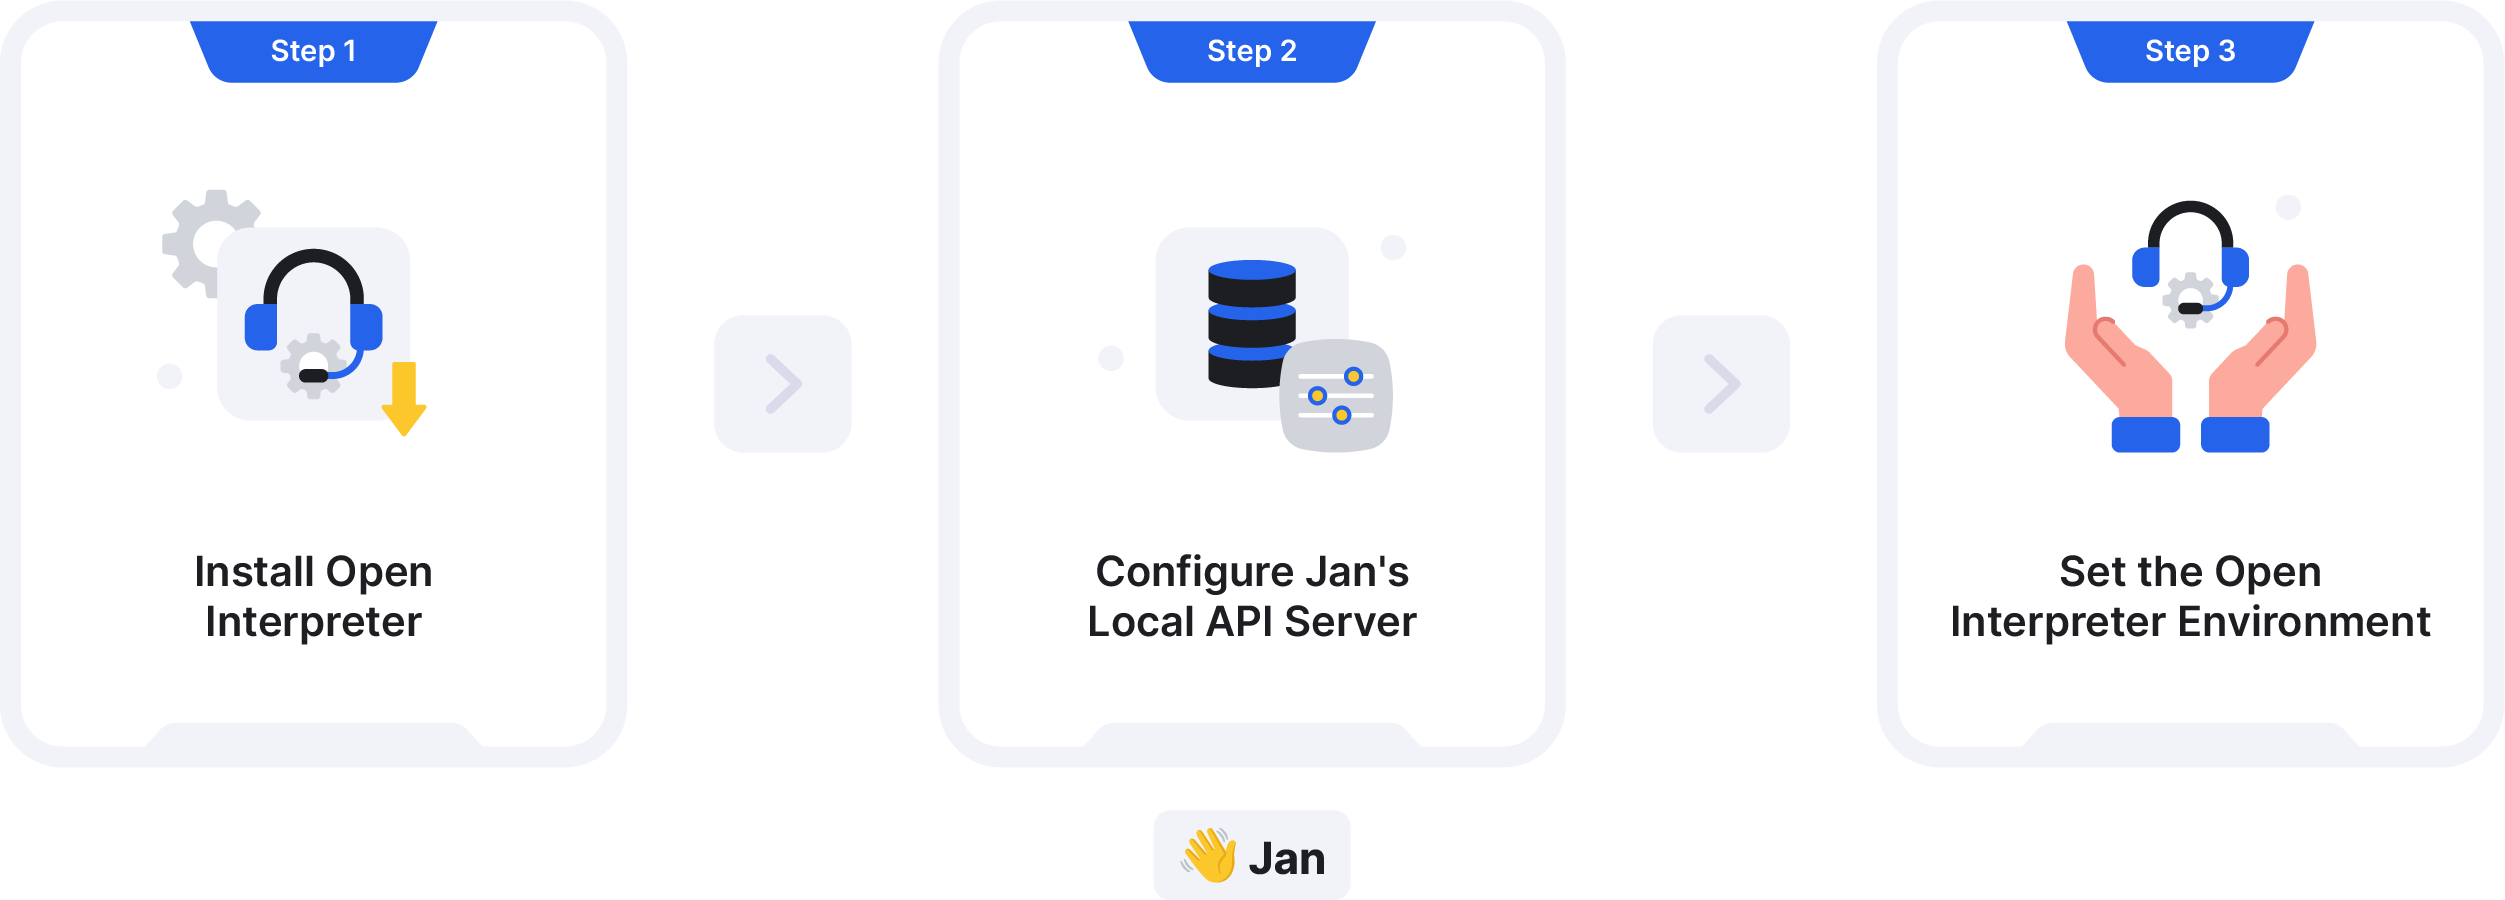 Step 1
Install Open
Interpreter
Step 2
Configure Jan's
Local API Server
Step 3
Set the Open
Interpreter Environment
Jan